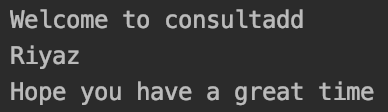 Welcome to consultadd
Riyaz
Hope you have a great time